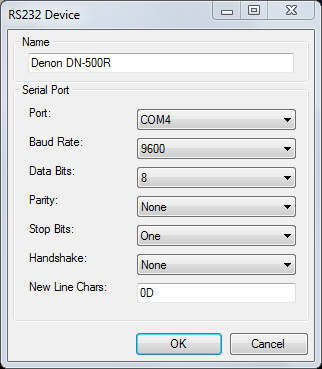 RS232 Device
Name
Denon DN-500R
Serial Port
Port: COM4
Baud Rate: 9600
Data Bits: 8
Parity: None
Stop Bits: One
Handshake: None
New Line Chars: 0D
OK Cancel